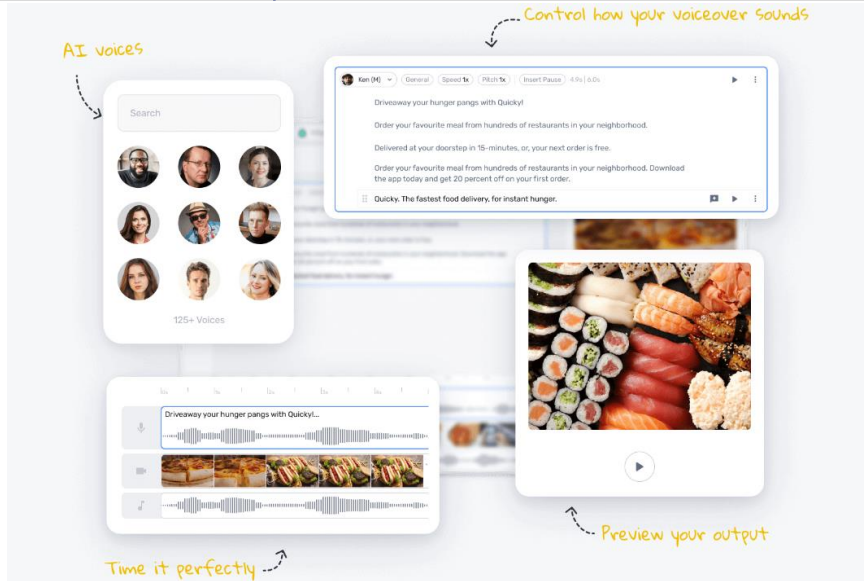 Control how your voiceover sounds
AI voices
Search
125+ Voices
Ken (M) General Speed 1x Pitch 1x Insert Pause 4.9s | 6.0s
Driveaway your hunger pangs with Quicky!
Order your favourite meal from hundreds of restaurants in your neighborhood.
Delivered at your doorstep in 15-minutes, or, your next order is free.
Order your favourite meal from hundreds of restaurants in your neighborhood. Download
the app today and get 20 percent off on your first order.
Quicky. The fastest food delivery, for instant hunger.
Driveaway your hunger pangs with Quicky!...
Time it perfectly
Preview your output